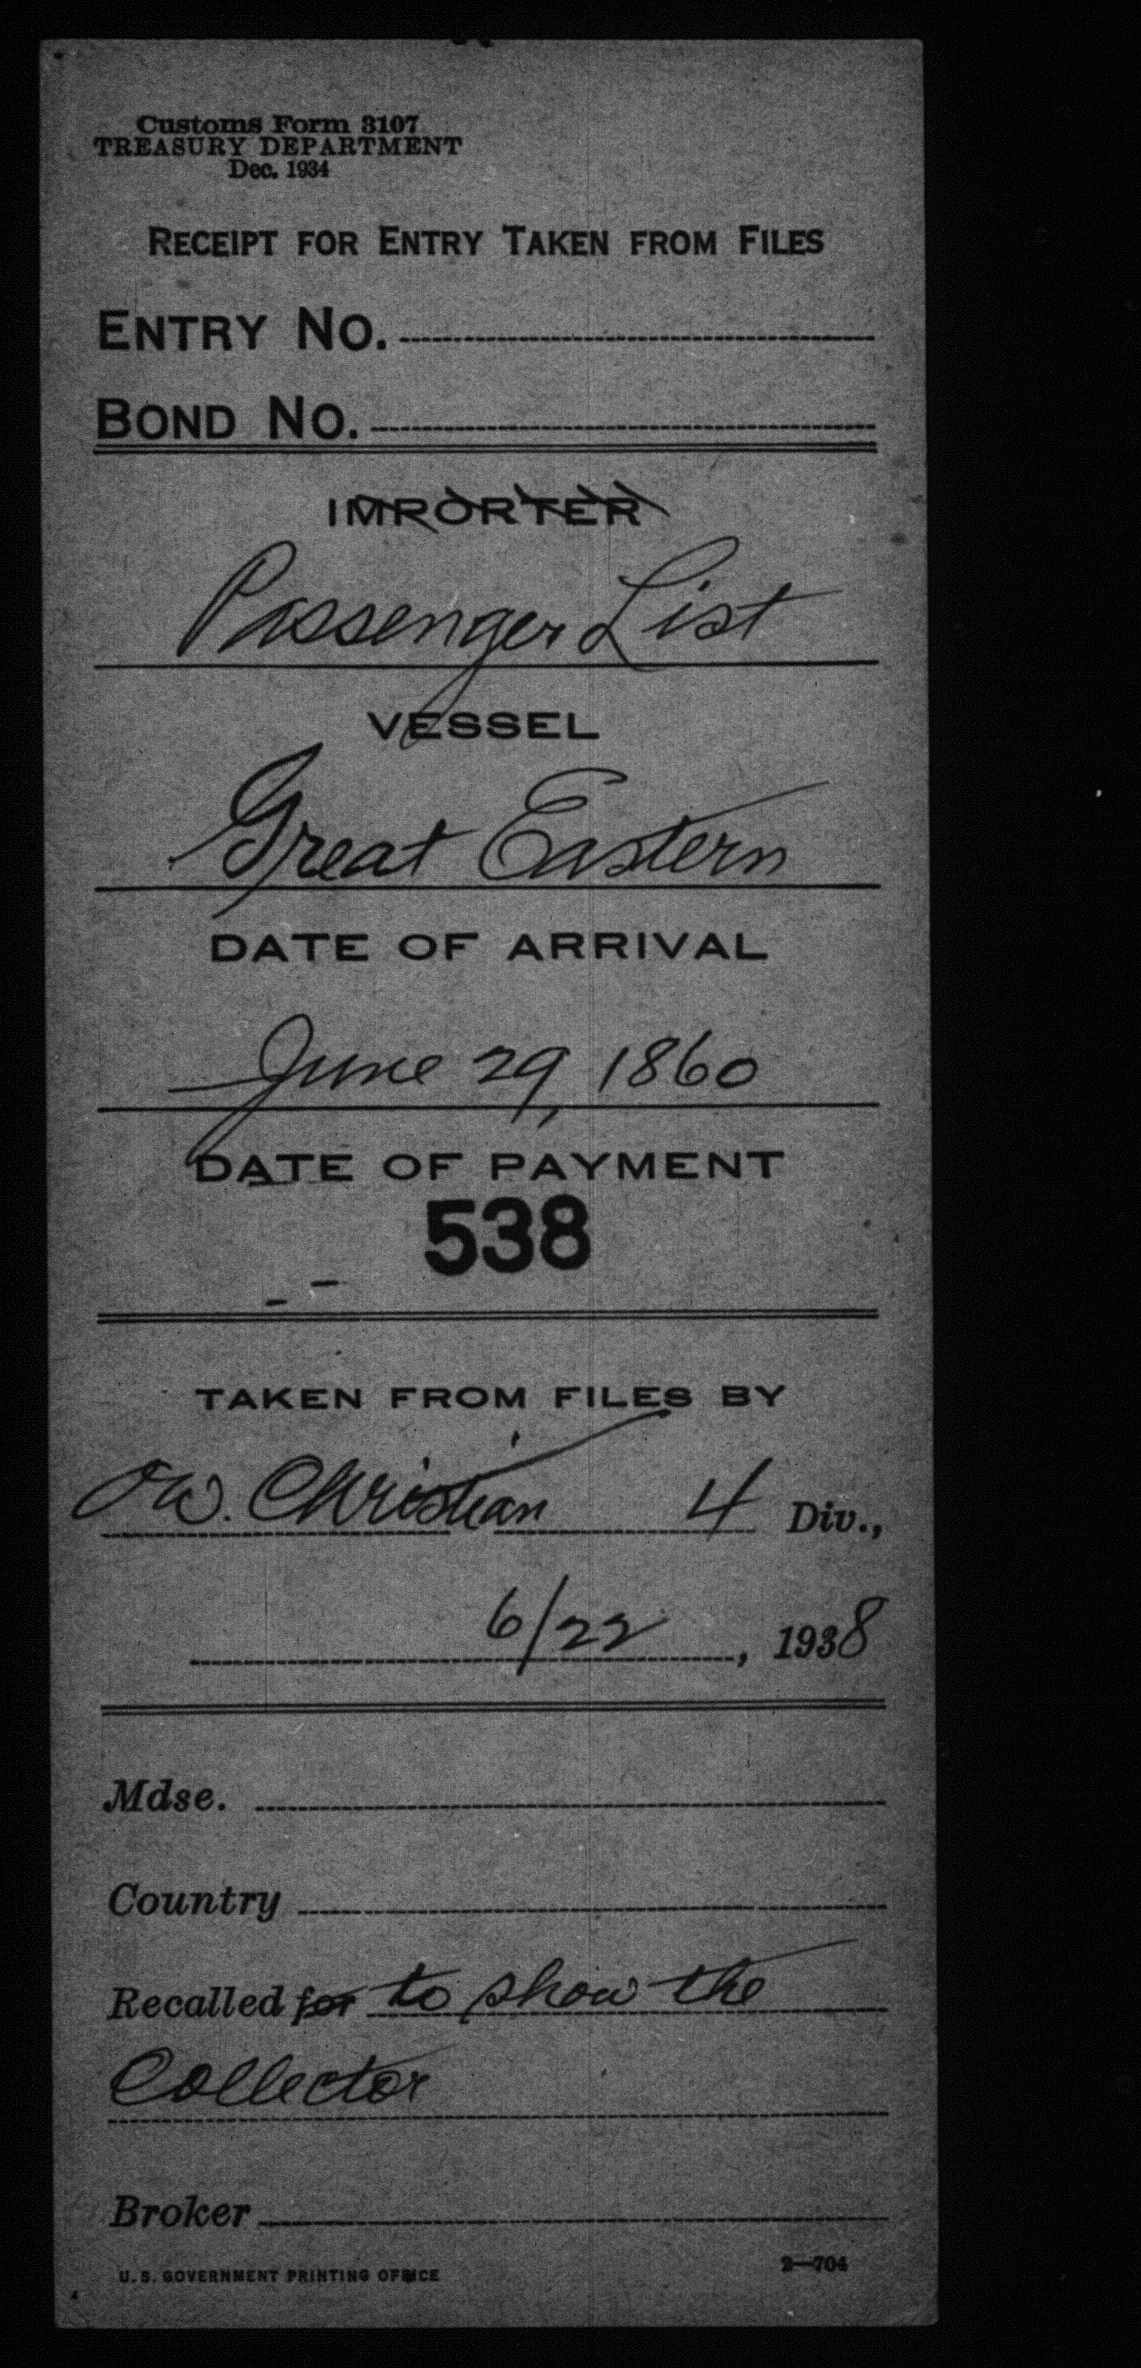 Customs Form 3107
TREASURY DEPARTMENT
Dec. 1934
RECEIPT FOR ENTRY TAKEN FROM FILES
ENTRY NO.
BOND NO.
IMPORTER
Passenger List
VESSEL
Great Eastern
DATE OF ARRIVAL
June 29, 1860
DATE OF PAYMENT
538
TAKEN FROM FILES BY
O W. Christian 4 Div.,
6/22, 1938
Mdse.
Country
Recalled for to show the
Collector
Broker
U. S. GOVERNMENT PRINTING OFFICE 2—704